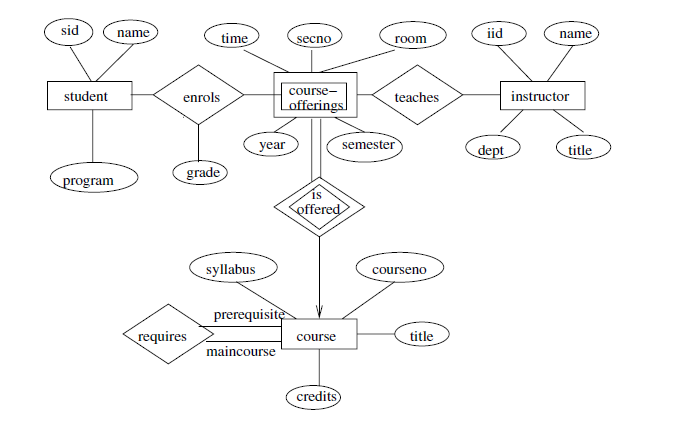 sid
name
time
secno
room
iid
name
student
enrols
course-
offerings
teaches
instructor
year
semester
dept
title
program
grade
is
offered
syllabus
courseno
prerequisite
requires
maincourse
course
title
credits